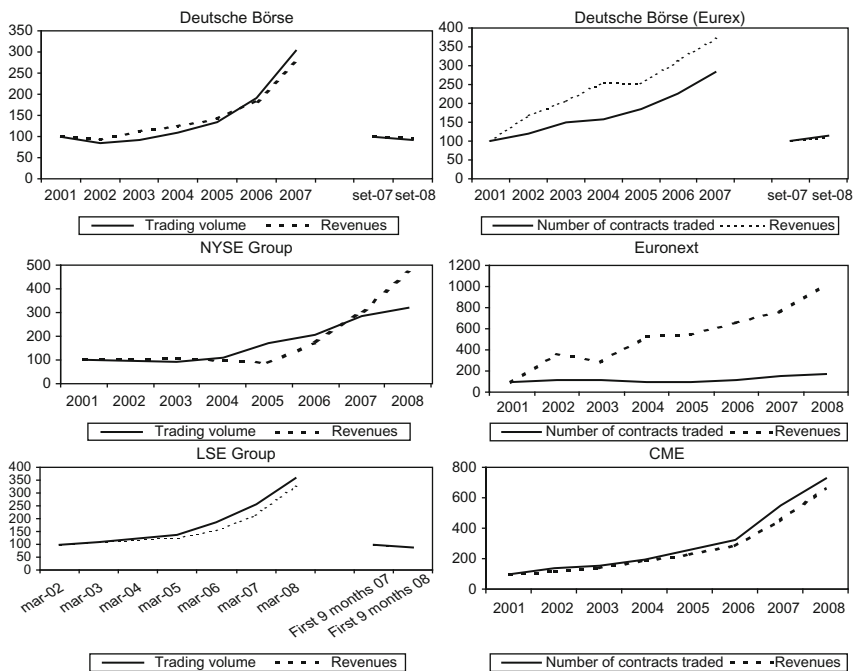 Deutsche Börse
350
300
250
200
150
100
50
0
2001 2002 2003 2004 2005 2006 2007 set-07 set-08
Trading volume Revenues
Deutsche Börse (Eurex)
400
350
300
250
200
150
100
50
0
2001 2002 2003 2004 2005 2006 2007 set-07 set-08
Number of contracts traded Revenues
NYSE Group
500
400
300
200
100
0
2001 2002 2003 2004 2005 2006 2007 2008
Trading volume Revenues
Euronext
1200
1000
800
600
400
200
0
2001 2002 2003 2004 2005 2006 2007 2008
Number of contracts traded Revenues
LSE Group
400
350
300
250
200
150
100
50
0
mar-02 mar-03 mar-04 mar-05 mar-06 mar-07 mar-08 First 9 months 07 First 9 months 08
Trading volume Revenues
CME
800
600
400
200
0
2001 2002 2003 2004 2005 2006 2007 2008
Number of contracts traded Revenues